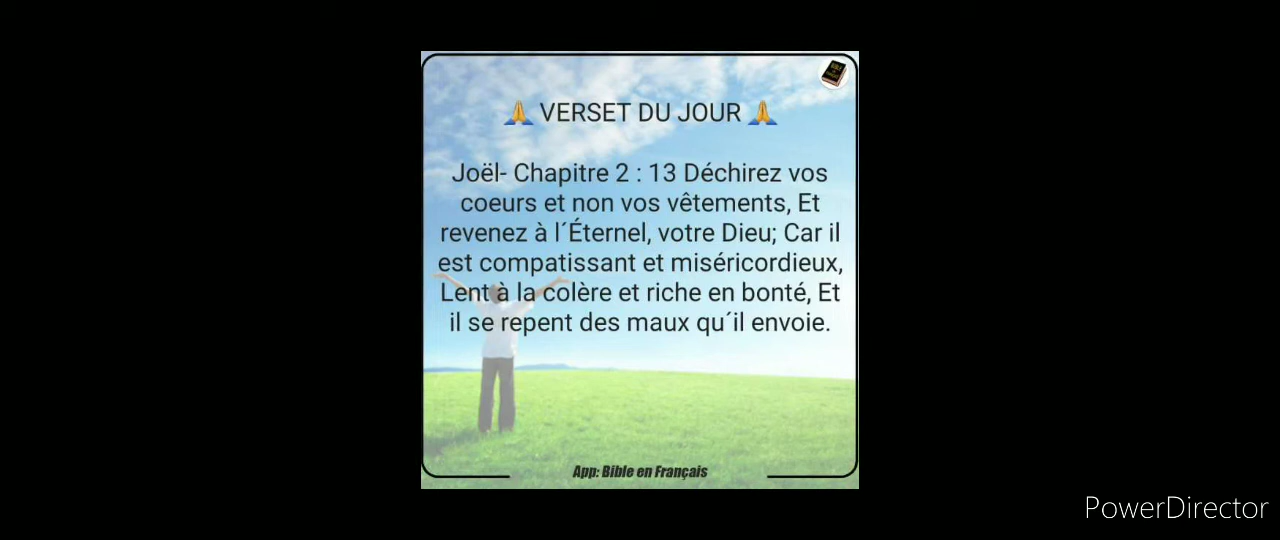 🙏 VERSET DU JOUR 🙏
Joël- Chapitre 2 : 13 Déchirez vos
coeurs et non vos vêtements, Et
revenez à l´Éternel, votre Dieu; Car il
est compatissant et miséricordieux,
Lent à la colère et riche en bonté, Et
il se repent des maux qu´il envoie.
App: Bible en Français
PowerDirector